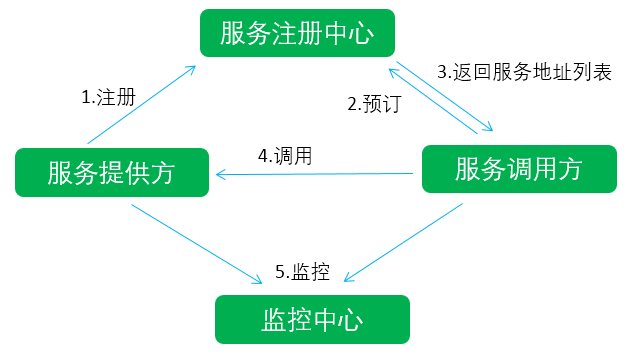 服务注册中心
3.返回服务地址列表
1.注册
2.预订
服务提供方
4.调用
服务调用方
5.监控
监控中心